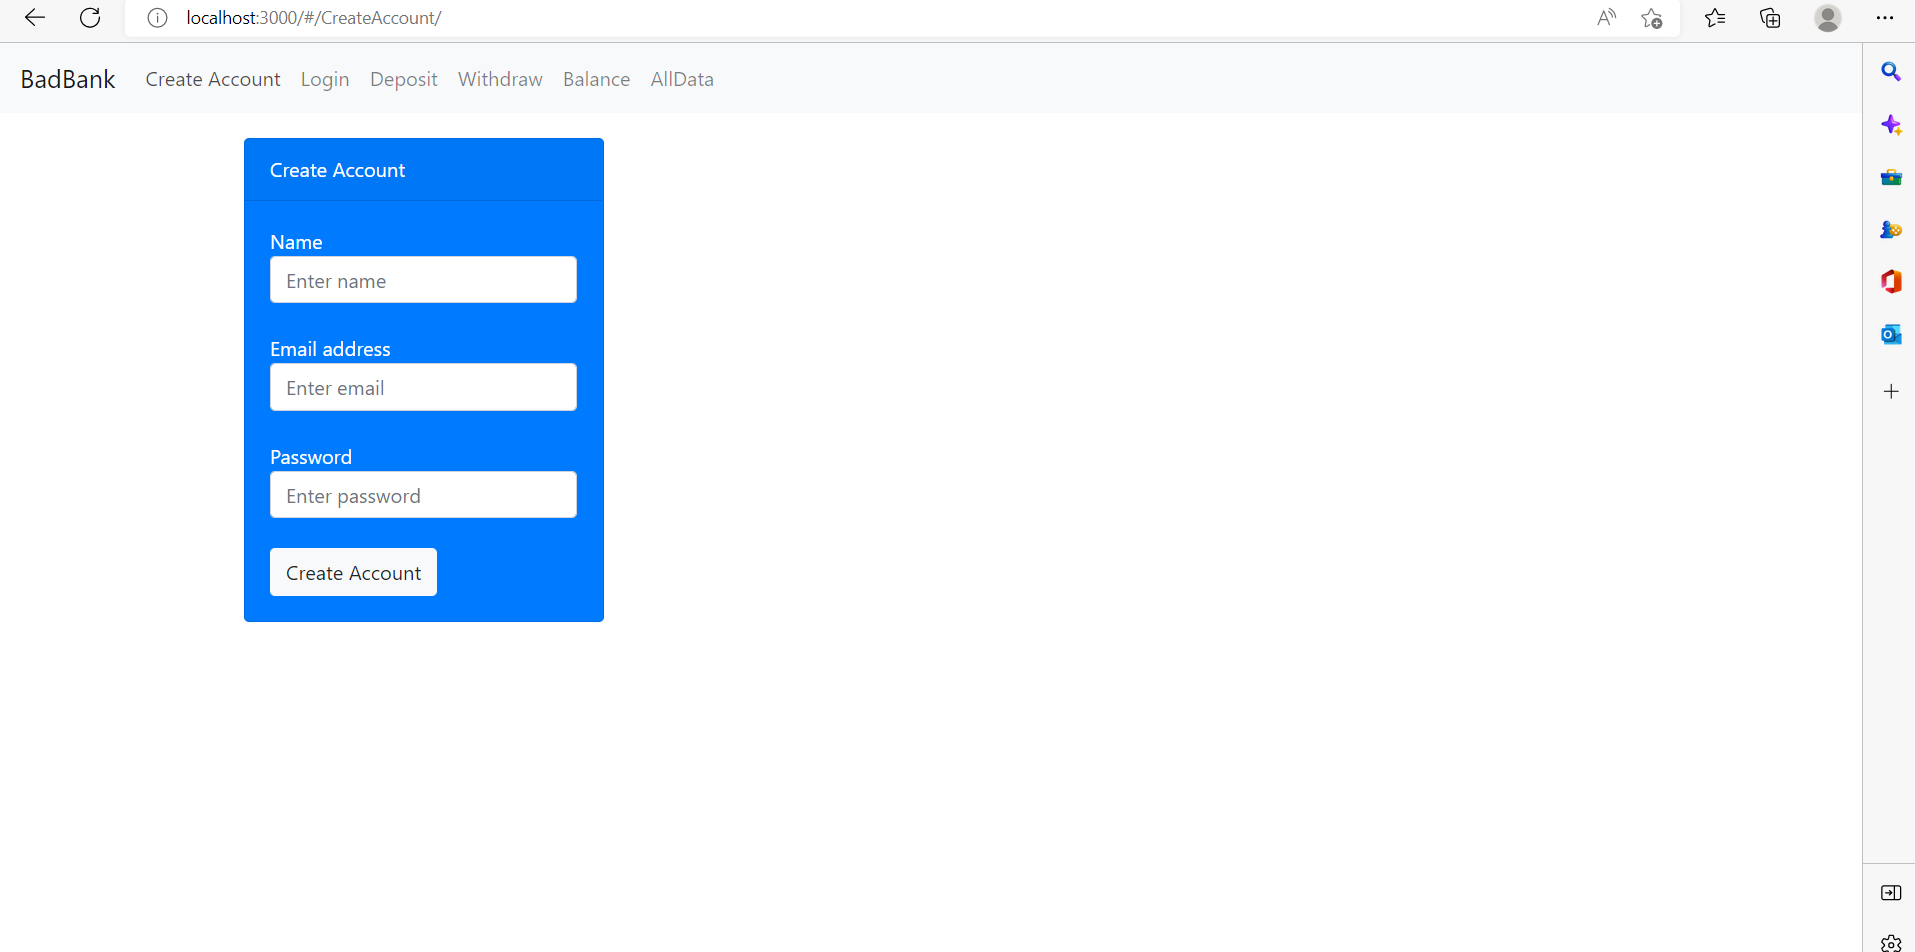 localhost:3000/#/CreateAccount/
BadBank Create Account Login Deposit Withdraw Balance AllData
Create Account
Name
Enter name
Email address
Enter email
Password
Enter password
Create Account